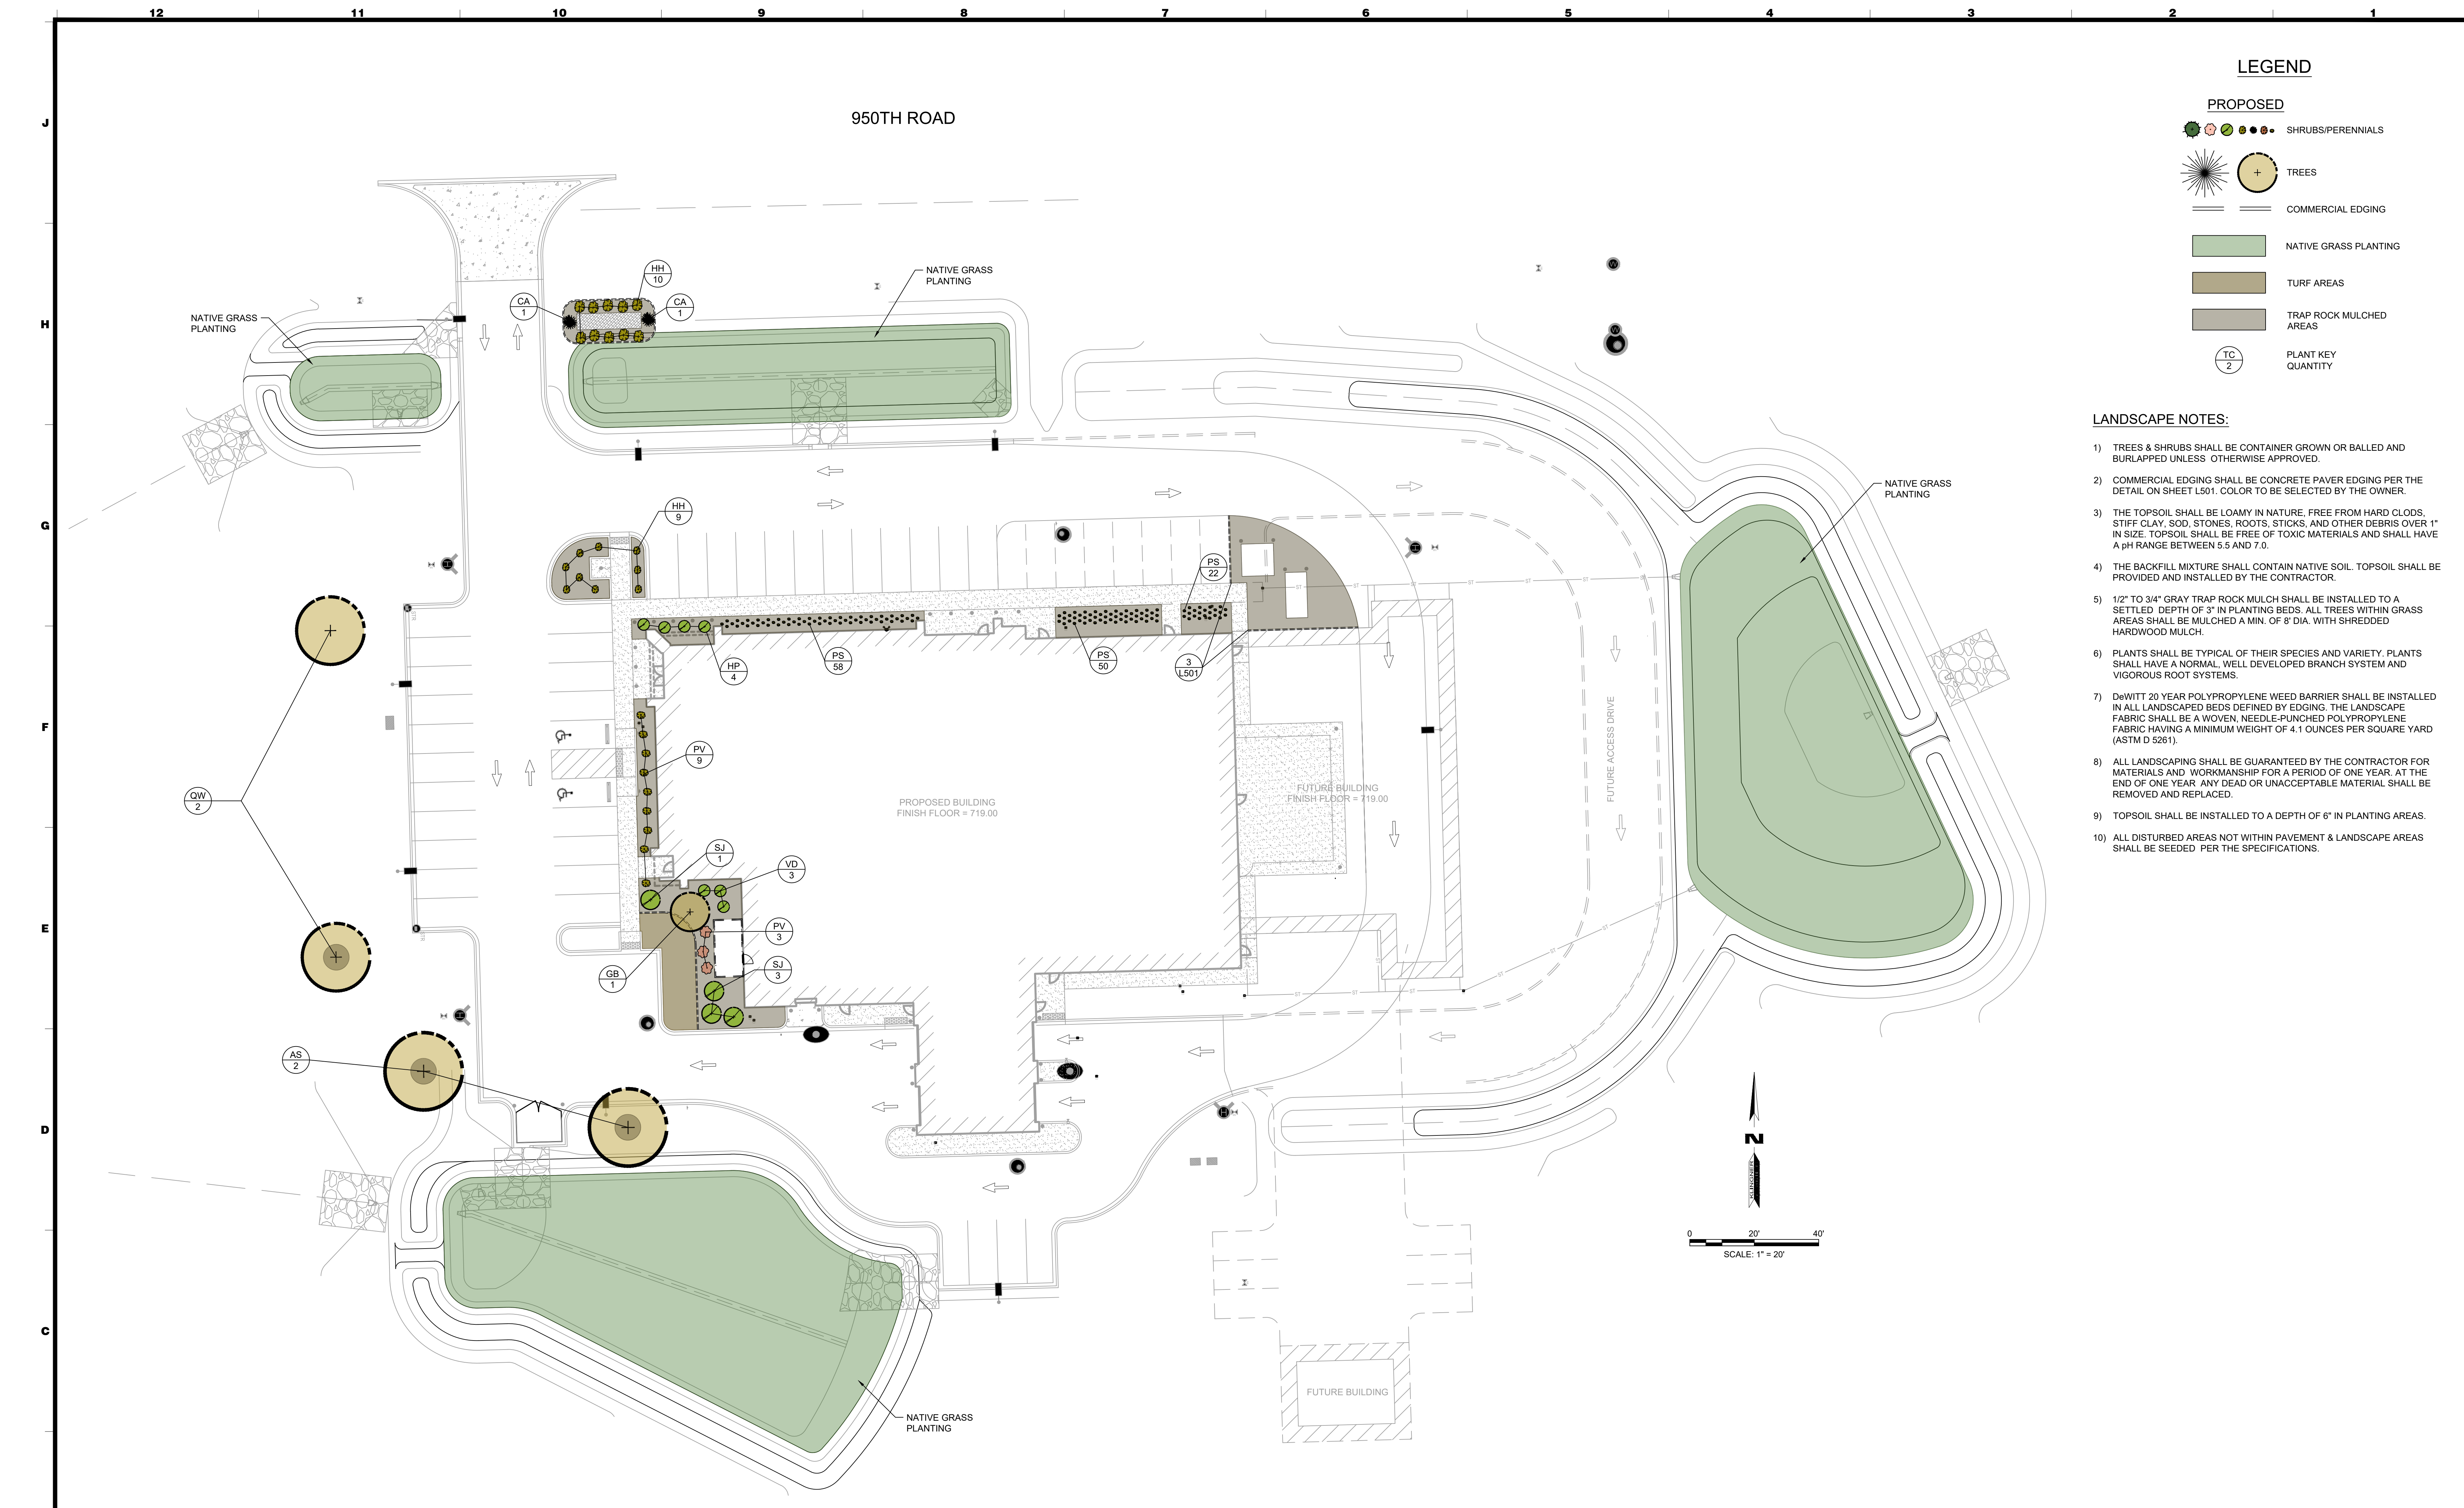 12 11 10 9 8 7 6 5 4 3 2 1
J
H
G
F
E
D
C
950TH ROAD
LEGEND
PROPOSED
SHRUBS/PERENNIALS
TREES
COMMERCIAL EDGING
NATIVE GRASS PLANTING
TURF AREAS
TRAP ROCK MULCHED
AREAS
TC
2
PLANT KEY
QUANTITY
LANDSCAPE NOTES:
1) TREES & SHRUBS SHALL BE CONTAINER GROWN OR BALLED AND
BURLAPPED UNLESS OTHERWISE APPROVED.
2) COMMERCIAL EDGING SHALL BE CONCRETE PAVER EDGING PER THE
DETAIL ON SHEET L501. COLOR TO BE SELECTED BY THE OWNER.
3) THE TOPSOIL SHALL BE LOAMY IN NATURE, FREE FROM HARD CLODS,
STIFF CLAY, SOD, STONES, ROOTS, STICKS, AND OTHER DEBRIS OVER 1"
IN SIZE. TOPSOIL SHALL BE FREE OF TOXIC MATERIALS AND SHALL HAVE
A pH RANGE BETWEEN 5.5 AND 7.0.
4) THE BACKFILL MIXTURE SHALL CONTAIN NATIVE SOIL. TOPSOIL SHALL BE
PROVIDED AND INSTALLED BY THE CONTRACTOR.
5) 1/2" TO 3/4" GRAY TRAP ROCK MULCH SHALL BE INSTALLED TO A
SETTLED DEPTH OF 3" IN PLANTING BEDS. ALL TREES WITHIN GRASS
AREAS SHALL BE MULCHED A MIN. OF 8' DIA. WITH SHREDDED
HARDWOOD MULCH.
6) PLANTS SHALL BE TYPICAL OF THEIR SPECIES AND VARIETY. PLANTS
SHALL HAVE A NORMAL, WELL DEVELOPED BRANCH SYSTEM AND
VIGOROUS ROOT SYSTEMS.
7) DeWITT 20 YEAR POLYPROPYLENE WEED BARRIER SHALL BE INSTALLED
IN ALL LANDSCAPED BEDS DEFINED BY EDGING. THE LANDSCAPE
FABRIC SHALL BE A WOVEN, NEEDLE-PUNCHED POLYPROPYLENE
FABRIC HAVING A MINIMUM WEIGHT OF 4.1 OUNCES PER SQUARE YARD
(ASTM D 5261).
8) ALL LANDSCAPING SHALL BE GUARANTEED BY THE CONTRACTOR FOR
MATERIALS AND WORKMANSHIP FOR A PERIOD OF ONE YEAR. AT THE
END OF ONE YEAR ANY DEAD OR UNACCEPTABLE MATERIAL SHALL BE
REMOVED AND REPLACED.
9) TOPSOIL SHALL BE INSTALLED TO A DEPTH OF 6" IN PLANTING AREAS.
10) ALL DISTURBED AREAS NOT WITHIN PAVEMENT & LANDSCAPE AREAS
SHALL BE SEEDED PER THE SPECIFICATIONS.
NATIVE GRASS
PLANTING
CA
1
HH
10
CA
1
NATIVE GRASS
PLANTING
W
W
NATIVE GRASS
PLANTING
HH
9
HP
4
PS
58
PS
50
PS
22
3
L501
PV
9
QW
2
SJ
1
VD
3
PV
3
SJ
3
GB
1
AS
2
H
H
H
H
ST ST ST ST ST
ST ST ST
ST ST ST ST
PROPOSED BUILDING
FINISH FLOOR = 719.00
FUTURE BUILDING
FINISH FLOOR = 719.00
FUTURE ACCESS DRIVE
FUTURE BUILDING
NATIVE GRASS
PLANTING
N
KLINGNER
0 20' 40'
SCALE: 1" = 20'